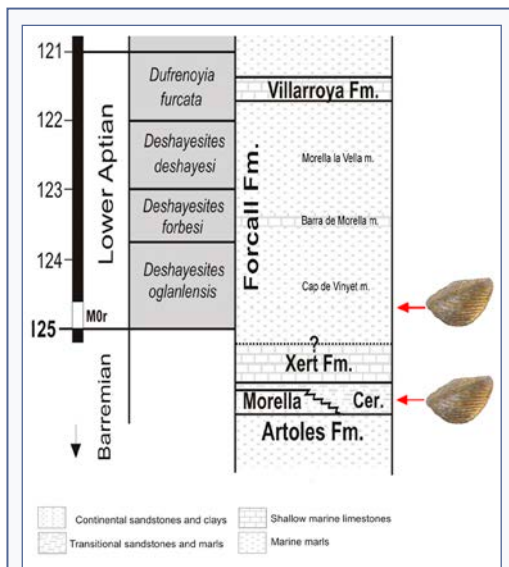 121
122
123
124
125
M0r
Lower Aptian
Barremian
Dufrenoyia
furcata
Deshayesites
deshayesi
Deshayesites
forbesi
Deshayesites
oglanlensis
Forcall Fm.
Villarroya Fm.
Morella la Vella m.
Barra de Morella m.
Cap de Vinyet m.
?
Xert Fm.
Morella Cer.
Artoles Fm.
Continental sandstones and clays
Shallow marine limestones
Transitional sandstones and marls
Marine marls